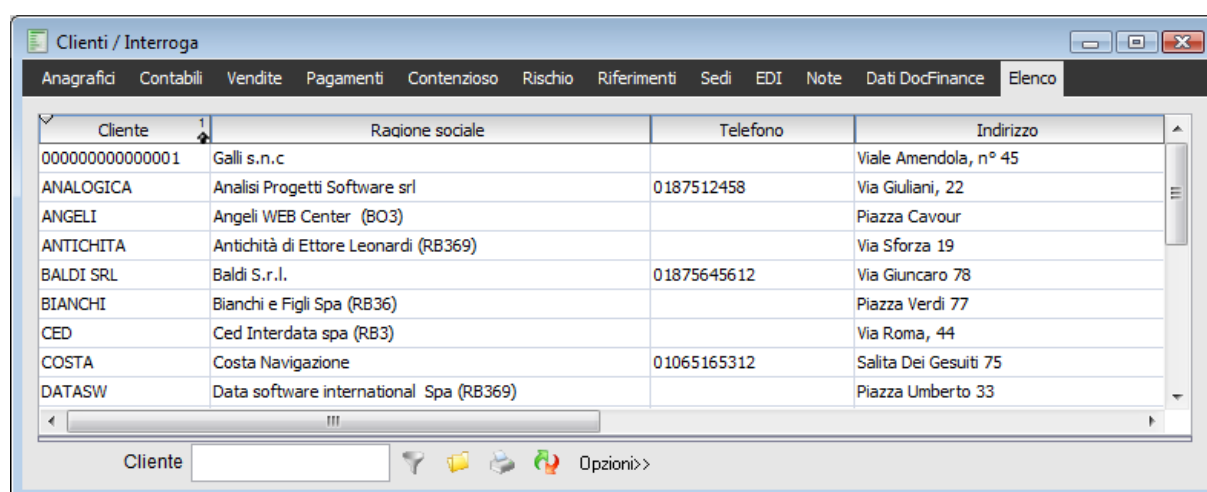 Clienti / Interroga
Anagrafici Contabili Vendite Pagamenti Contenzioso Rischio Riferimenti Sedi EDI Note Dati DocFinance Elenco
Cliente 1 Ragione sociale Telefono Indirizzo
000000000000001 Galli s.n.c Viale Amendola, n° 45
ANALOGICA Analisi Progetti Software srl 0187512458 Via Giuliani, 22
ANGELI Angeli WEB Center (BO3) Piazza Cavour
ANTICHITA Antichità di Ettore Leonardi (RB369) Via Sforza 19
BALDI SRL Baldi S.r.l. 01875645612 Via Giuncaro 78
BIANCHI Bianchi e Figli Spa (RB36) Piazza Verdi 77
CED Ced Interdata spa (RB3) Via Roma, 44
COSTA Costa Navigazione 01065165312 Salita Dei Gesuiti 75
DATASW Data software international Spa (RB369) Piazza Umberto 33
Cliente Opzioni>>